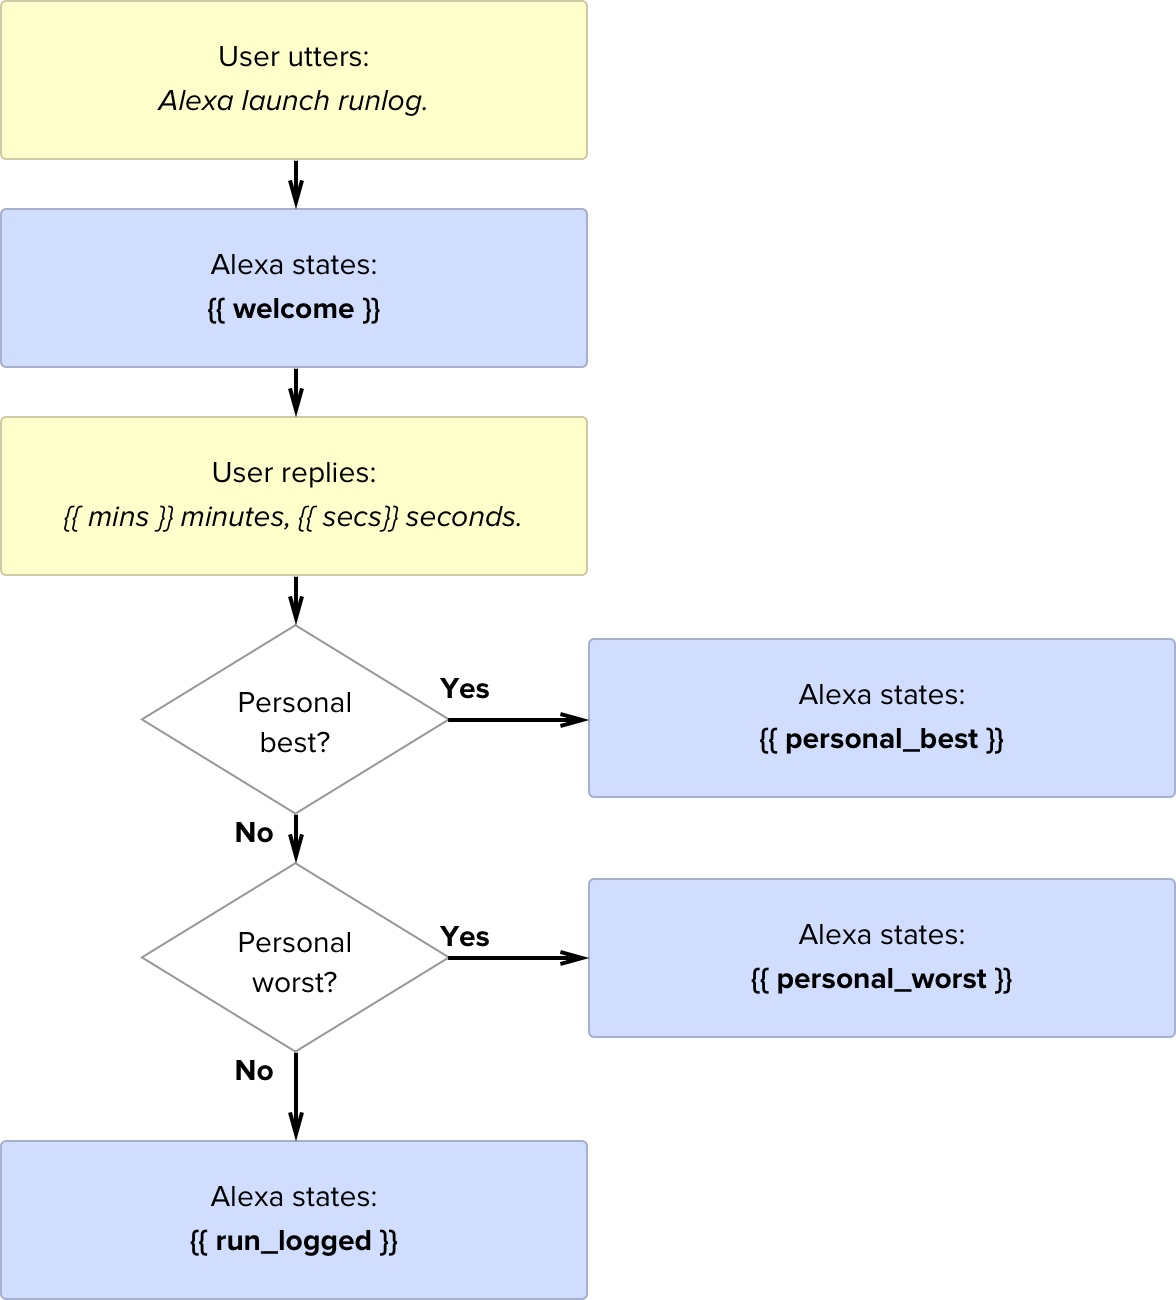 User utters:
Alexa launch runlog.
Alexa states:
{{ welcome }}
User replies:
{{ mins }} minutes, {{ secs}} seconds.
Personal
best?
Yes
Alexa states:
{{ personal_best }}
No
Personal
worst?
Yes
Alexa states:
{{ personal_worst }}
No
Alexa states:
{{ run_logged }}